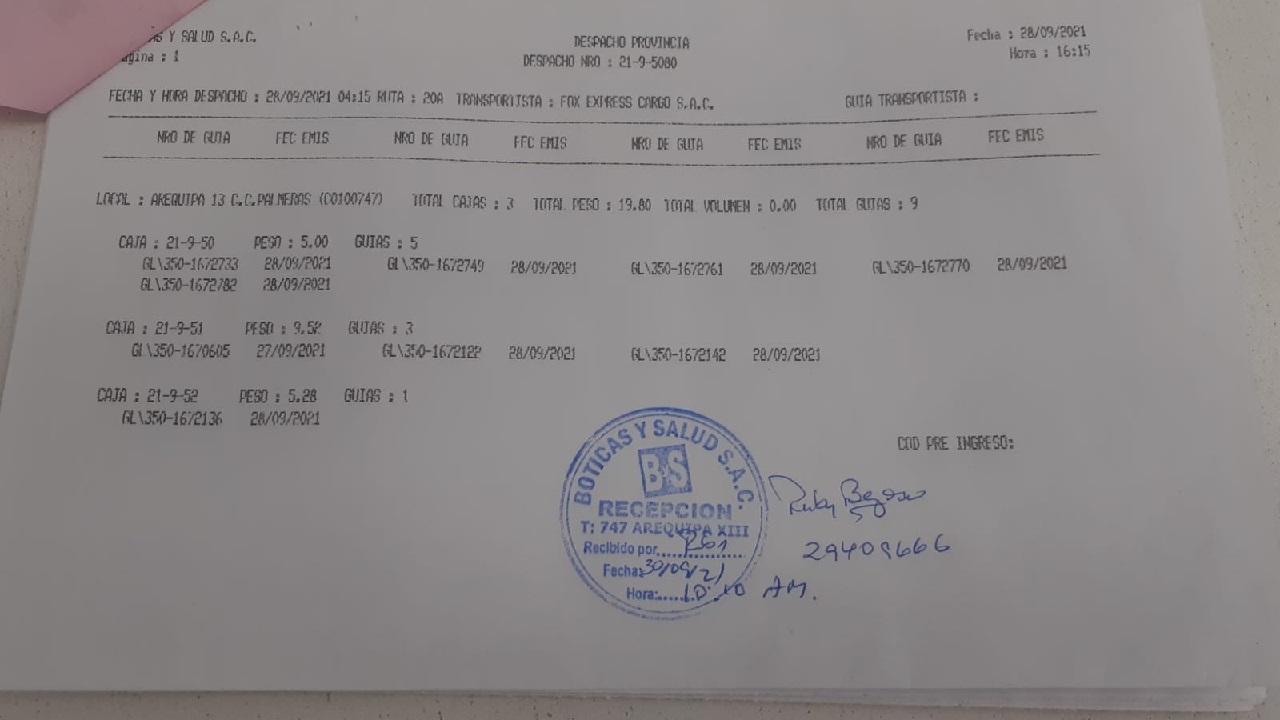 AS Y SALUD S.A.C.
ágina : 1
DESPACHO PROVINCIA
DESPACHO NRO : 21-9-5080
Fecha : 28/09/2021
Hora : 16:15
FECHA Y HORA DESPACHO : 28/09/2021 04:15 RUTA : 20A TRANSPORTISTA : FOX EXPRESS CARGO S.A.C. GUIA TRANSPORTISTA :
NRO DE GUIA FEC EMIS NRO DE GUIA FEC EMIS NRO DE GUIA FEC EMIS NRO DE GUIA FEC EMIS
LOCAL : AREQUIPA 13 C.C.PALMERAS (C0100747) TOTAL CAJAS : 3 TOTAL PESO : 19.80 TOTAL VOLUMEN : 0.00 TOTAL GUIAS : 9
CAJA : 21-9-50 PESO : 5.00 GUIAS : 5
GL\350-1672733 28/09/2021 GL\350-1672749 28/09/2021 GL\350-1672761 28/09/2021 GL\350-1672770 28/09/2021
GL\350-1672782 28/09/2021
CAJA : 21-9-51 PESO : 9.52 GUIAS : 3
GL\350-1670605 27/09/2021 GL\350-1672122 28/09/2021 GL\350-1672142 28/09/2021
CAJA : 21-9-52 PESO : 5.28 GUIAS : 1
GL\350-1672136 28/09/2021
COD PRE INGRESO:
BOTICAS Y SALUD S.A.C.
BS
RECEPCION
T: 747 AREQUIPA XIII
Recibido por
Fecha: 30/09/21
Hora: 10:10 AM.
29409666